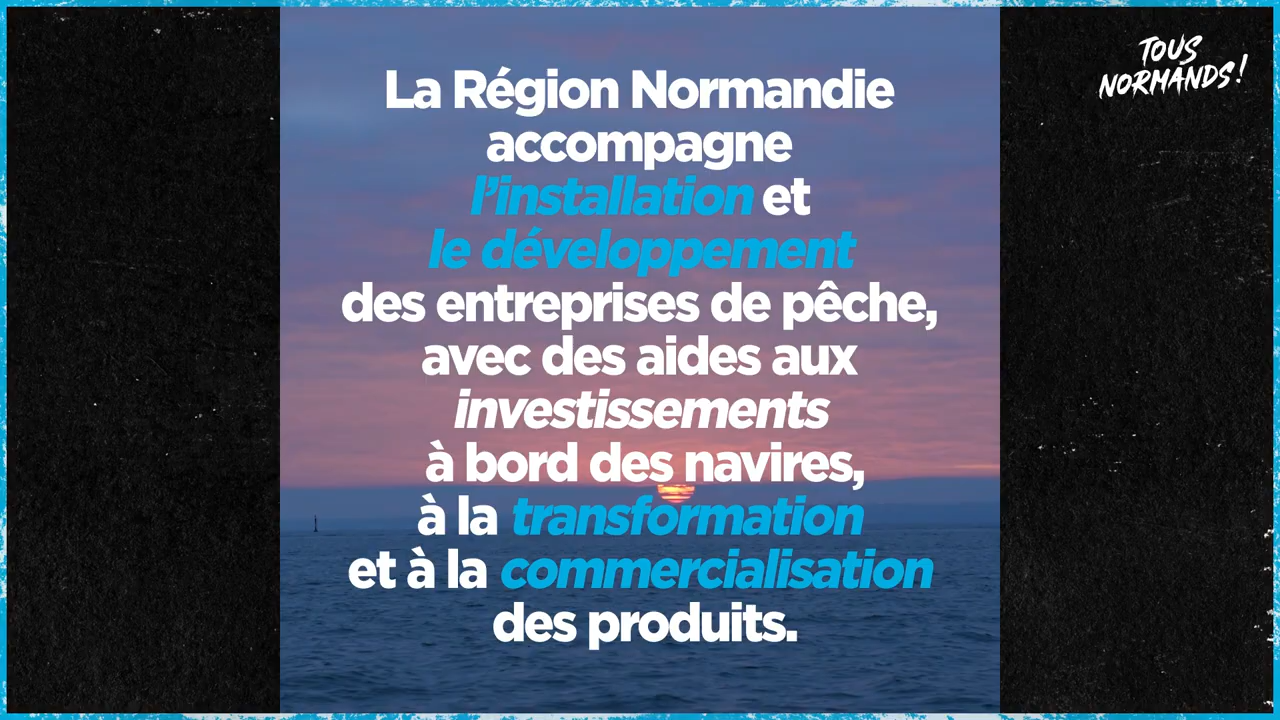 TOUS
NORMANDS!
La Région Normandie
accompagne
l'installation et
le développement
des entreprises de pêche,
avec des aides aux
investissements
à bord des navires,
à la transformation
et à la commercialisation
des produits.